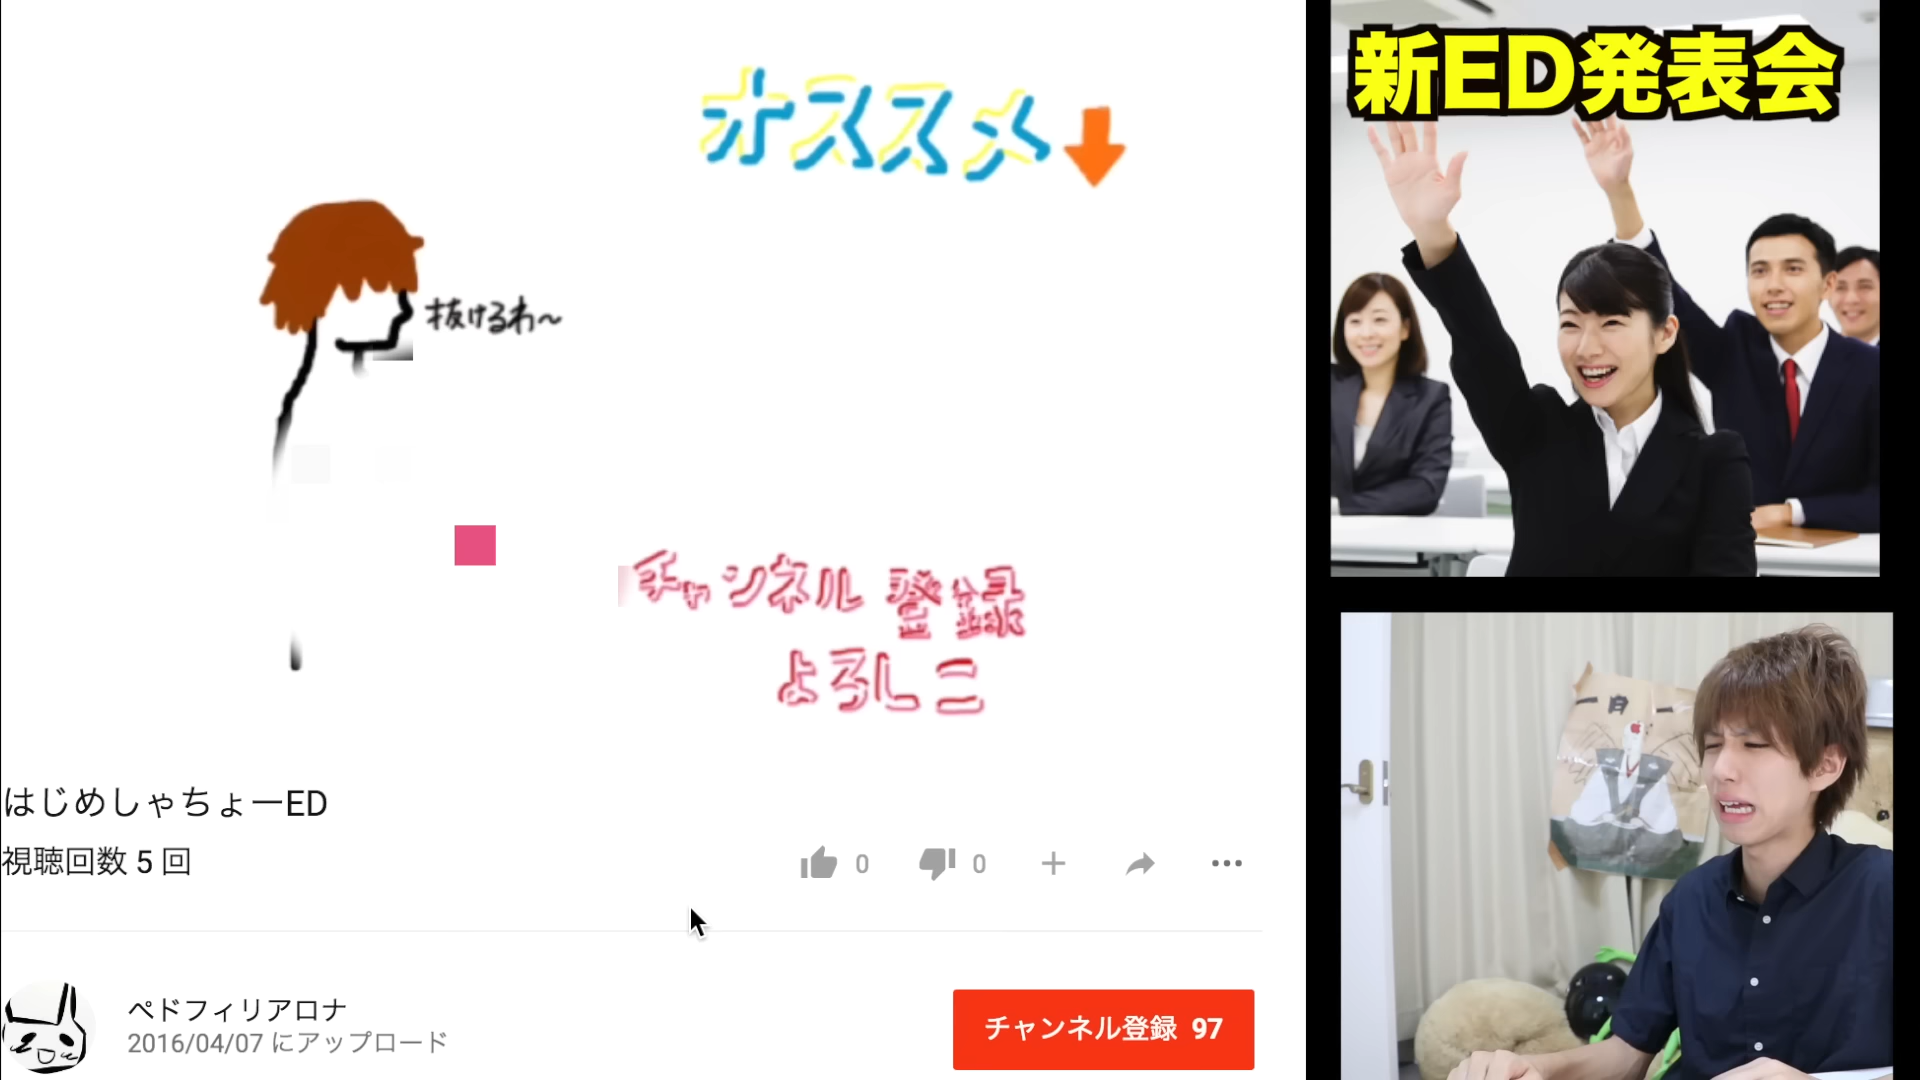 オススメ↓
抜けるわ〜
チャンネル登録
よろしこ
はじめしゃちょーED
視聴回数 5 回
0
0
ペドフィリアロナ
2016/04/07 にアップロード
チャンネル登録 97
新ED発表会